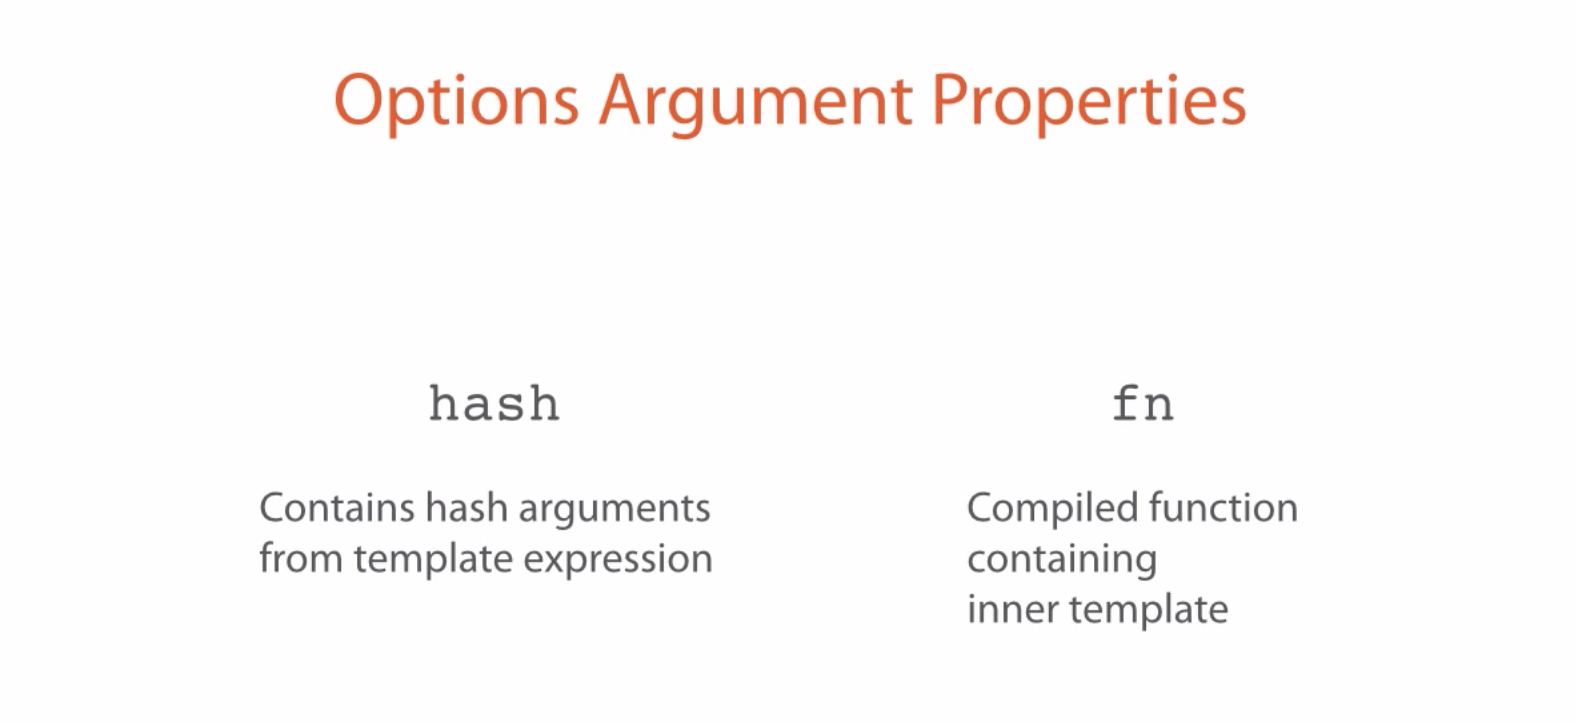 Options Argument Properties
hash
Contains hash arguments
from template expression
fn
Compiled function
containing
inner template